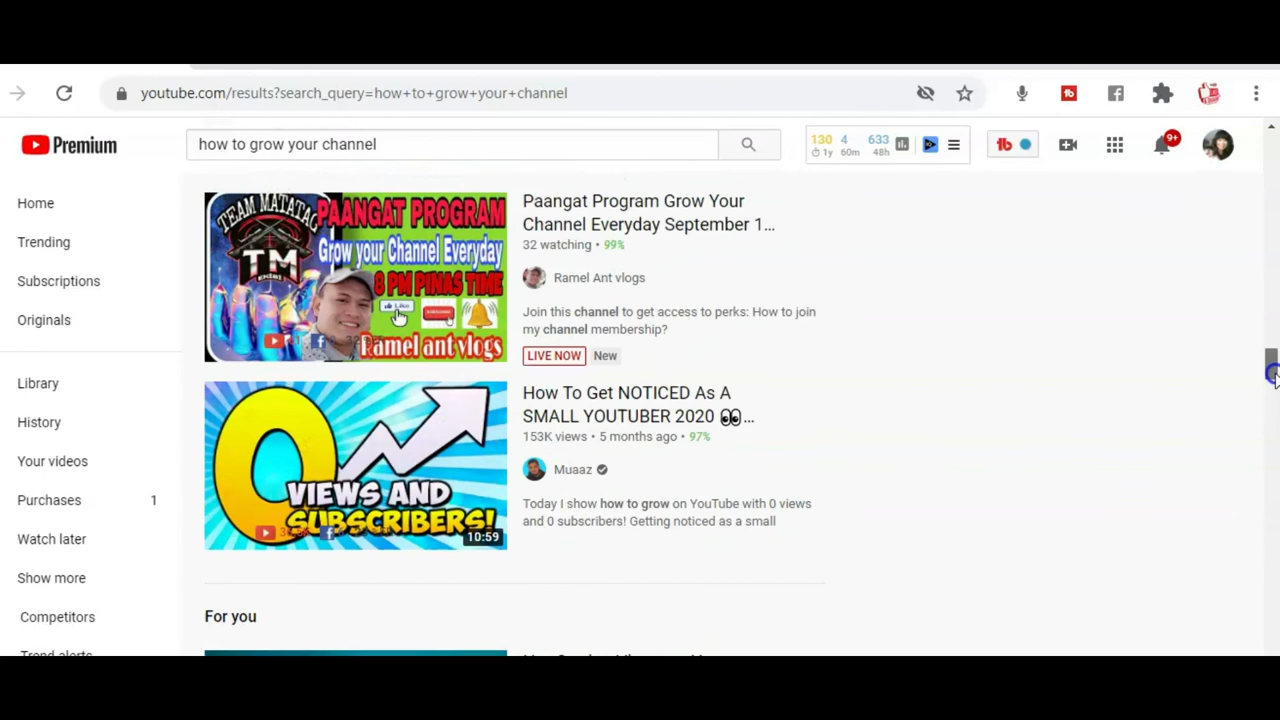 youtube.com/results?search_query=how+to+grow+your+channel
Premium
how to grow your channel
130 4 633
1y 60m 48h
tb
9+
Home
Trending
Subscriptions
Originals
Library
History
Your videos
Purchases 1
Watch later
Show more
Competitors
Trend alerts
TEAM MATATAG
TM
PAANGAT PROGRAM
Grow your Channel Everyday
8 PM PINAS TIME
Ramel ant vlogs
Paangat Program Grow Your
Channel Everyday September 1...
32 watching • 99%
Ramel Ant vlogs
Join this channel to get access to perks: How to join
my channel membership?
LIVE NOW New
0
VIEWS AND
SUBSCRIBERS!
10:59
How To Get NOTICED As A
SMALL YOUTUBER 2020 👀...
153K views • 5 months ago • 97%
Muaaz
Today I show how to grow on YouTube with 0 views
and 0 subscribers! Getting noticed as a small
For you